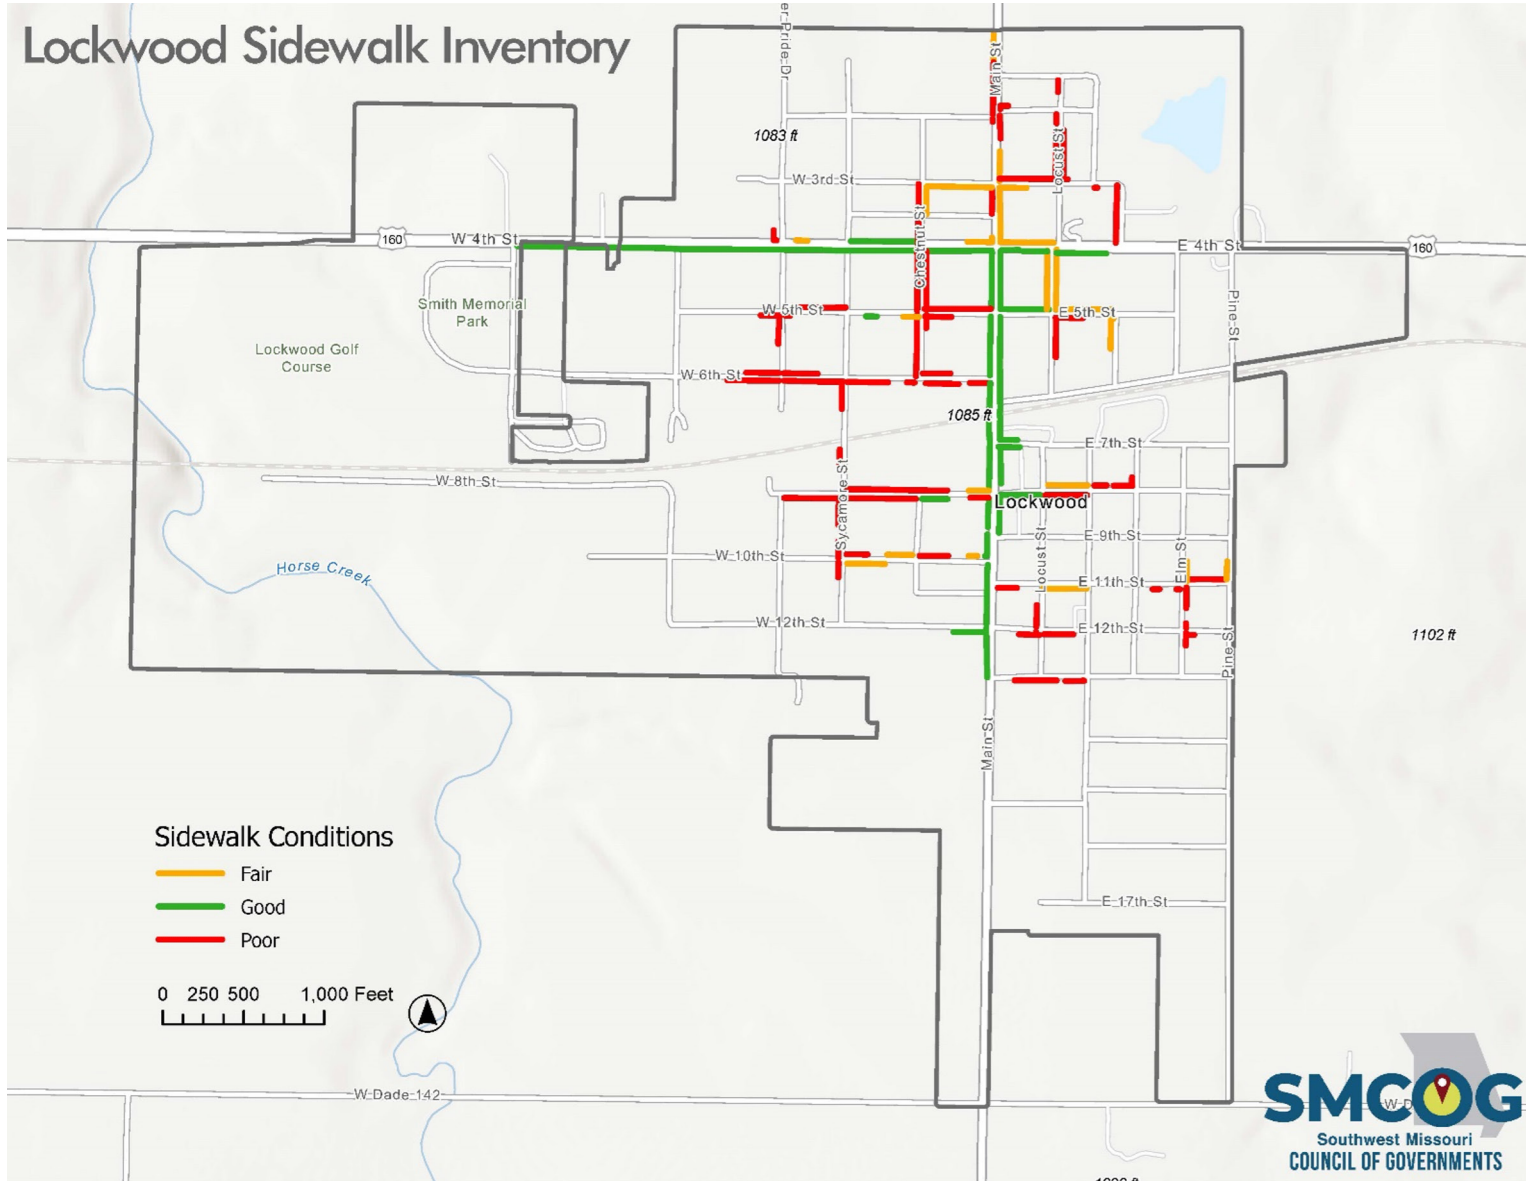 Lockwood Sidewalk Inventory
er Pride Dr
Main St
1083 ft
Locust St
W 3rd St
Chestnut St
160
W 4th St
E 4th St
160
Smith Memorial
Park
W 5th St
E 5th St
Pine St
Lockwood Golf
Course
W 6th St
1085 ft
E 7th St
W 8th St
Sycamore St
Lockwood
E 9th St
Locust St
Elm St
W 10th St
Horse Creek
E 11th St
W 12th St
E 12th St
Pine St
1102 ft
Main St
Sidewalk Conditions
Fair
Good
Poor
E 17th St
0 250 500 1,000 Feet
W Dade 142
W D
SMCOG
Southwest Missouri
COUNCIL OF GOVERNMENTS